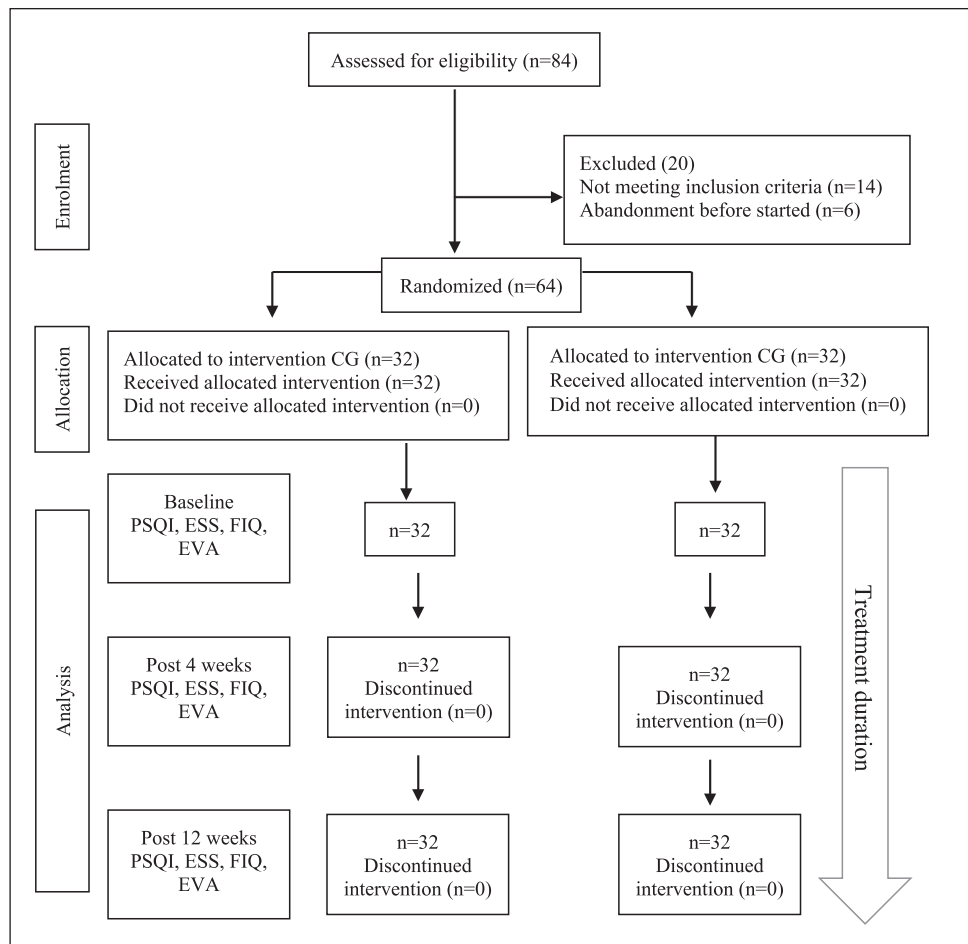 Assessed for eligibility (n=84)
Enrolment
Excluded (20)
Not meeting inclusion criteria (n=14)
Abandonment before started (n=6)
Randomized (n=64)
Allocation
Allocated to intervention CG (n=32)
Received allocated intervention (n=32)
Did not receive allocated intervention (n=0)
Allocated to intervention CG (n=32)
Received allocated intervention (n=32)
Did not receive allocated intervention (n=0)
Analysis
Baseline
PSQI, ESS, FIQ,
EVA
n=32
n=32
Treatment duration
Post 4 weeks
PSQI, ESS, FIQ,
EVA
n=32
Discontinued
intervention (n=0)
n=32
Discontinued
intervention (n=0)
Post 12 weeks
PSQI, ESS, FIQ,
EVA
n=32
Discontinued
intervention (n=0)
n=32
Discontinued
intervention (n=0)